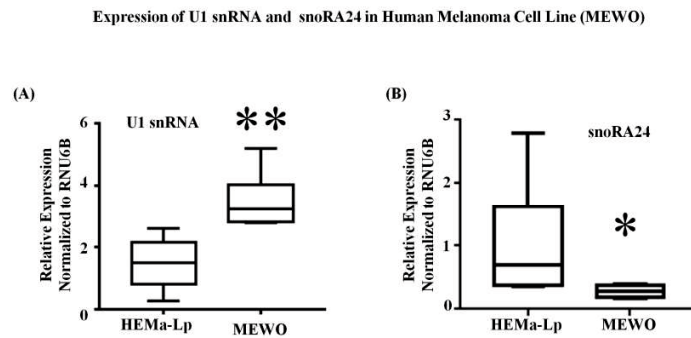 Expression of U1 snRNA and snoRA24 in Human Melanoma Cell Line (MEWO)
(A)
U1 snRNA
**
Relative Expression
Normalized to RNU6B
6
4
2
0
HEMa-Lp
MEWO
(B)
snoRA24
*
Relative Expression
Normalized to RNU6B
3
2
1
0
HEMa-Lp
MEWO